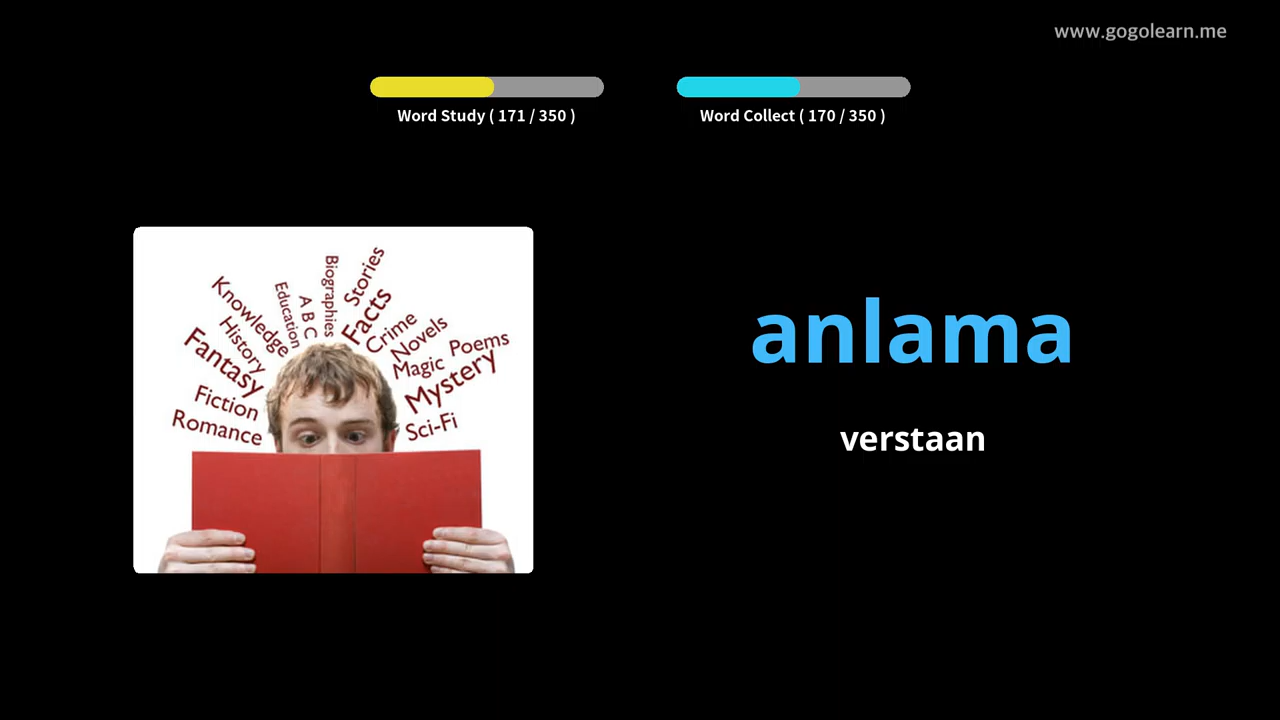 www.gogolearn.me
Word Study ( 171 / 350 )
Word Collect ( 170 / 350 )
Romance
Fiction
Fantasy
History
Knowledge
Education
A B C
Biographies
Stories
Facts
Crime
Novels
Magic
Poems
Mystery
Sci-Fi
anlama
verstaan